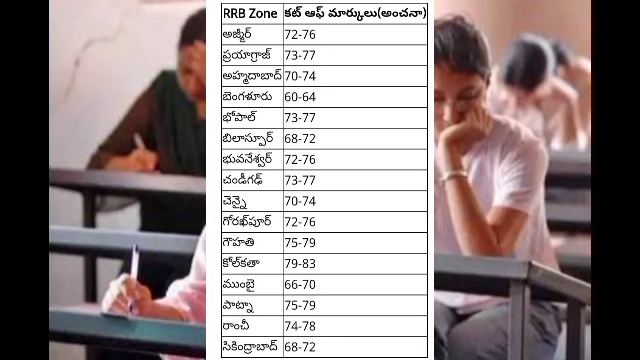 RRB Zone కట్ ఆఫ్ మార్కులు(అంచనా)
అజ్మీర్ 72-76
ప్రయాగ్రాజ్ 73-77
అహ్మదాబాద్ 70-74
బెంగళూరు 60-64
భోపాల్ 73-77
బిలాస్పూర్ 68-72
భువనేశ్వర్ 72-76
చండీగఢ్ 73-77
చెన్నై 70-74
గోరఖ్‌పూర్ 72-76
గౌహతి 75-79
కోల్‌కతా 79-83
ముంబై 66-70
పాట్నా 75-79
రాంచీ 74-78
సికింద్రాబాద్ 68-72